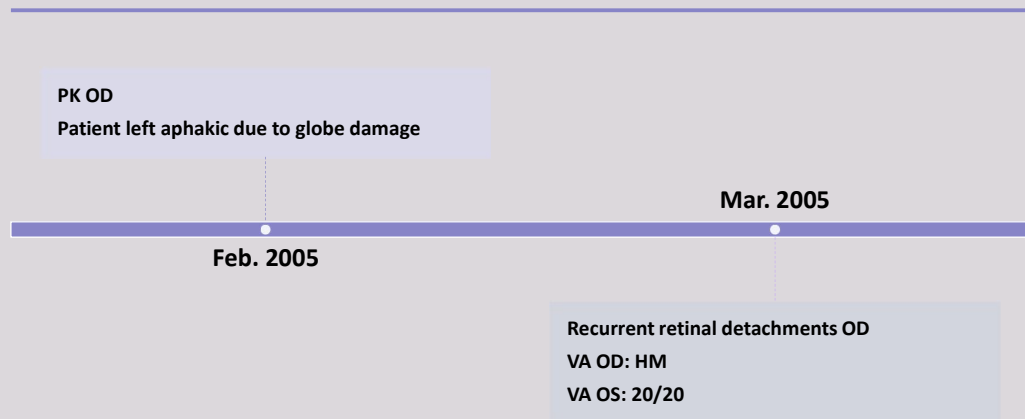 PK OD
Patient left aphakic due to globe damage
Feb. 2005
Mar. 2005
Recurrent retinal detachments OD
VA OD: HM
VA OS: 20/20